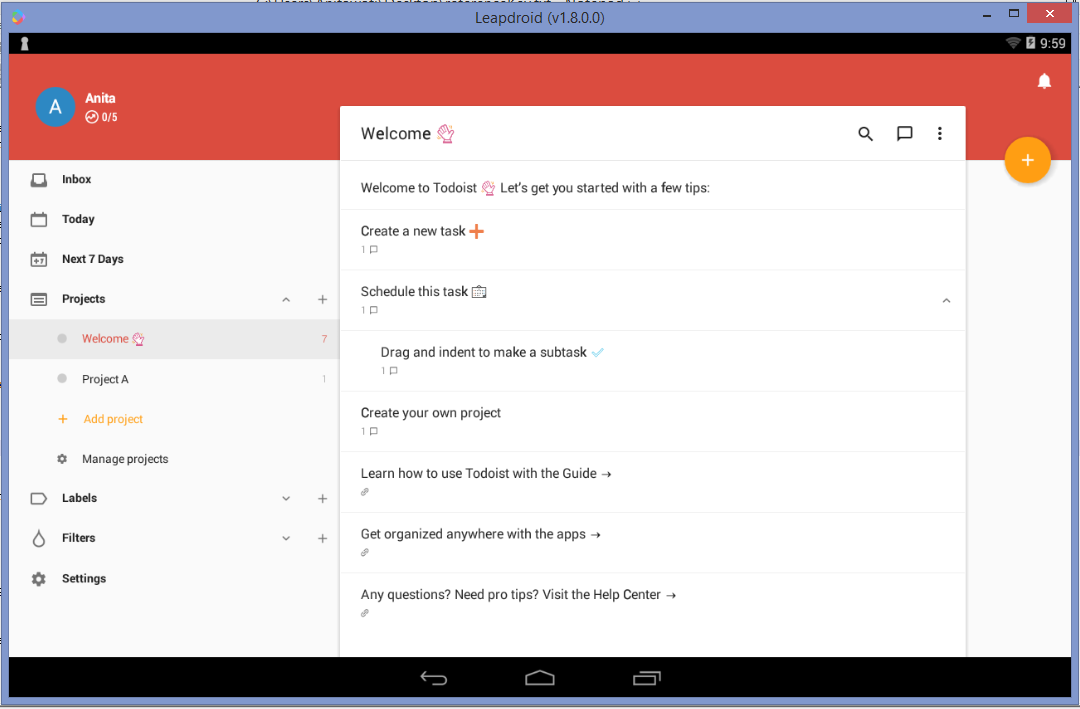 Leapdroid (v1.8.0.0)
9:59
A
Anita
0/5
Inbox
Today
Next 7 Days
Projects
Welcome
7
Project A
1
Add project
Manage projects
Labels
Filters
Settings
Welcome
Welcome to Todoist Let's get you started with a few tips:
Create a new task
1
Schedule this task
1
Drag and indent to make a subtask
1
Create your own project
1
Learn how to use Todoist with the Guide →
Get organized anywhere with the apps →
Any questions? Need pro tips? Visit the Help Center →